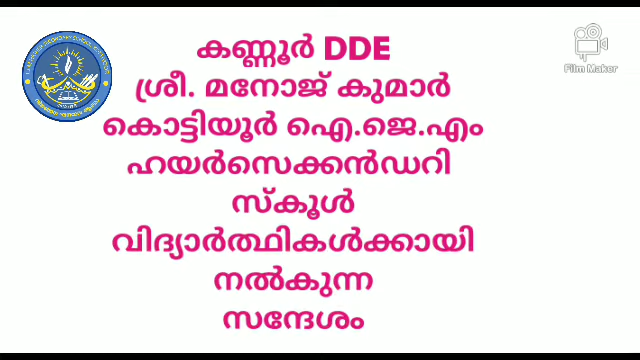 കണ്ണൂർ DDE
ശ്രീ. മനോജ് കുമാർ
കൊട്ടിയൂർ ഐ.ജെ.എം
ഹയർസെക്കൻഡറി
സ്കൂൾ
വിദ്യാർത്ഥികൾക്കായി
നൽകുന്ന
സന്ദേശം
Film Maker